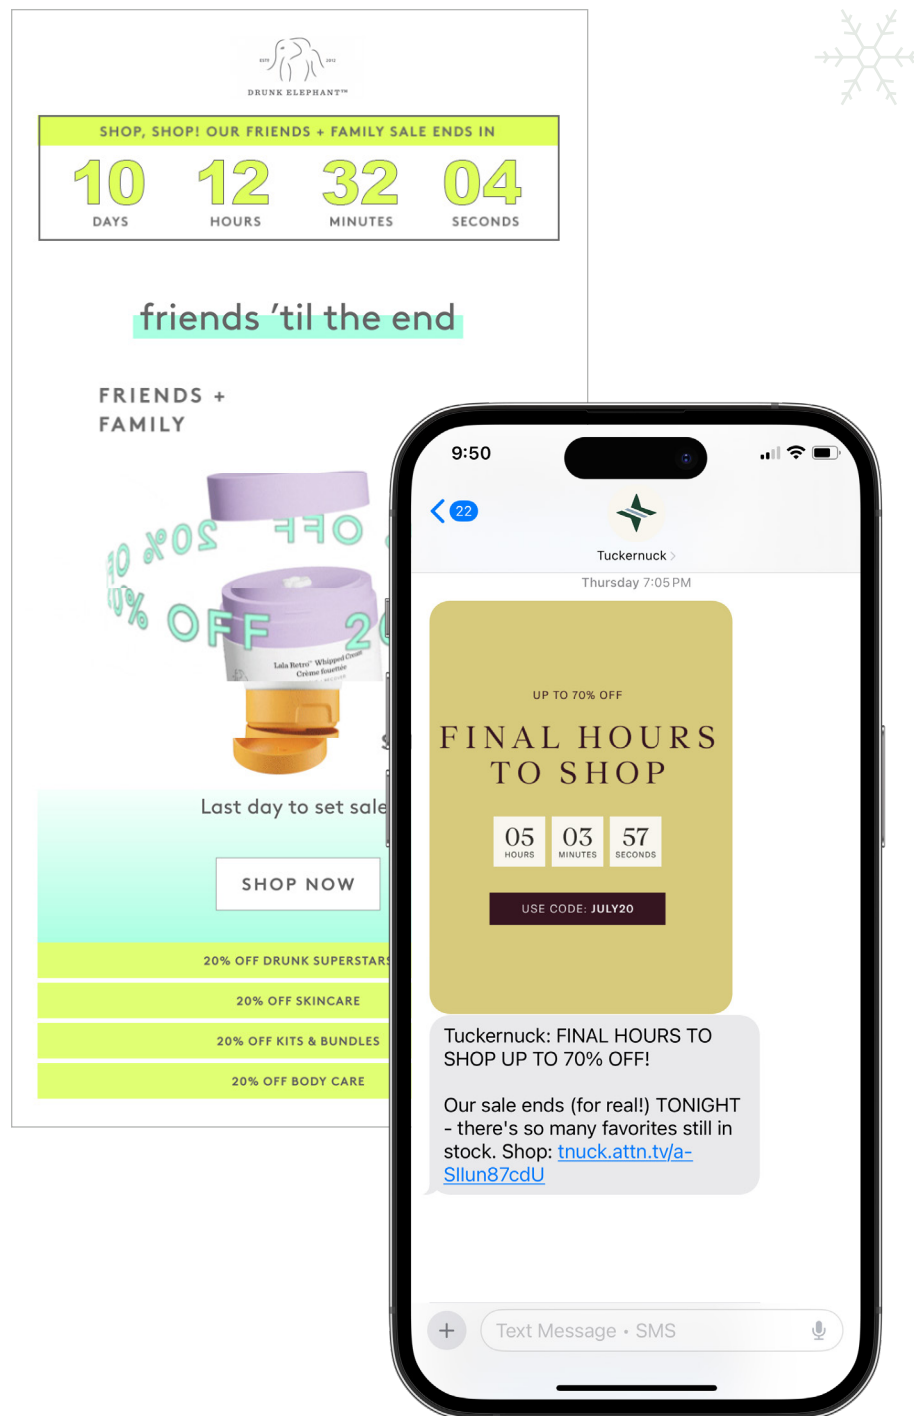 ESTD 2012
DRUNK ELEPHANT™
SHOP, SHOP! OUR FRIENDS + FAMILY SALE ENDS IN
10 12 32 04
DAYS HOURS MINUTES SECONDS
friends ’til the end
FRIENDS +
FAMILY
20% OFF
% OFF 20
Lala Retro™ Whipped Cream
Crème fouettée
Last day to set sale
SHOP NOW
20% OFF DRUNK SUPERSTARS
20% OFF SKINCARE
20% OFF KITS & BUNDLES
20% OFF BODY CARE
9:50
22
Tuckernuck
Thursday 7:05 PM
UP TO 70% OFF
FINAL HOURS
TO SHOP
05 03 57
HOURS MINUTES SECONDS
USE CODE: JULY20
Tuckernuck: FINAL HOURS TO
SHOP UP TO 70% OFF!
Our sale ends (for real!) TONIGHT
- there's so many favorites still in
stock. Shop: tnuck.attn.tv/a-
SIlun87cdU
Text Message • SMS